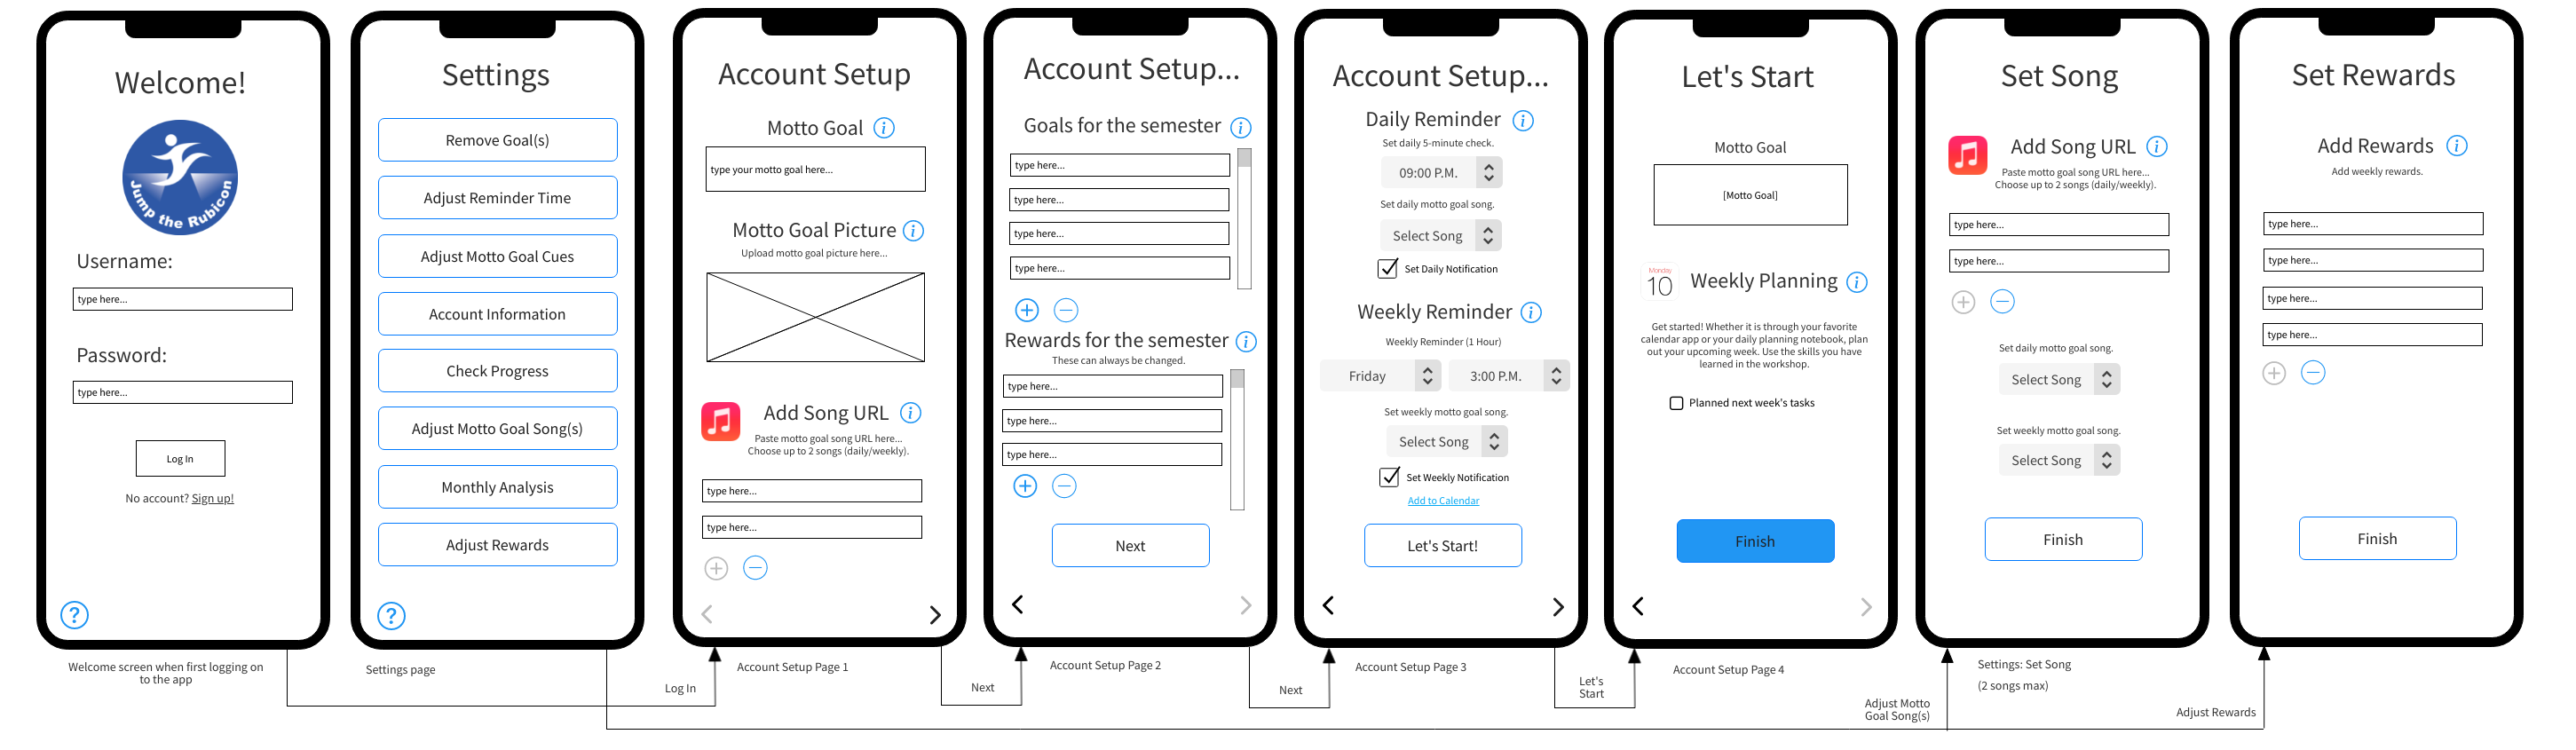 Welcome!
Jump the Rubicon
Username:
type here...
Password:
type here...
Log In
No account? Sign up!
?
Welcome screen when first logging on
to the app
Settings
Remove Goal(s)
Adjust Reminder Time
Adjust Motto Goal Cues
Account Information
Check Progress
Adjust Motto Goal Song(s)
Monthly Analysis
Adjust Rewards
?
Settings page
Log In
Account Setup
Motto Goal i
type your motto goal here...
Motto Goal Picture i
Upload motto goal picture here...
Add Song URL i
Paste motto goal song URL here...
Choose up to 2 songs (daily/weekly).
type here...
type here...
Account Setup Page 1
Next
Account Setup...
Goals for the semester i
type here...
type here...
type here...
type here...
Rewards for the semester i
These can always be changed.
type here...
type here...
type here...
Next
Account Setup Page 2
Next
Account Setup...
Daily Reminder i
Set daily 5-minute check.
09:00 P.M.
Set daily motto goal song.
Select Song
Set Daily Notification
Weekly Reminder i
Weekly Reminder (1 Hour)
Friday 3:00 P.M.
Set weekly motto goal song.
Select Song
Set Weekly Notification
Add to Calendar
Let's Start!
Account Setup Page 3
Let's
Start
Let's Start
Motto Goal
[Motto Goal]
Monday
10
Weekly Planning i
Get started! Whether it is through your favorite
calendar app or your daily planning notebook, plan
out your upcoming week. Use the skills you have
learned in the workshop.
Planned next week's tasks
Finish
Account Setup Page 4
Adjust Motto
Goal Song(s)
Set Song
Add Song URL i
Paste motto goal song URL here...
Choose up to 2 songs (daily/weekly).
type here...
type here...
Set daily motto goal song.
Select Song
Set weekly motto goal song.
Select Song
Finish
Settings: Set Song
(2 songs max)
Adjust Rewards
Set Rewards
Add Rewards i
Add weekly rewards.
type here...
type here...
type here...
type here...
Finish